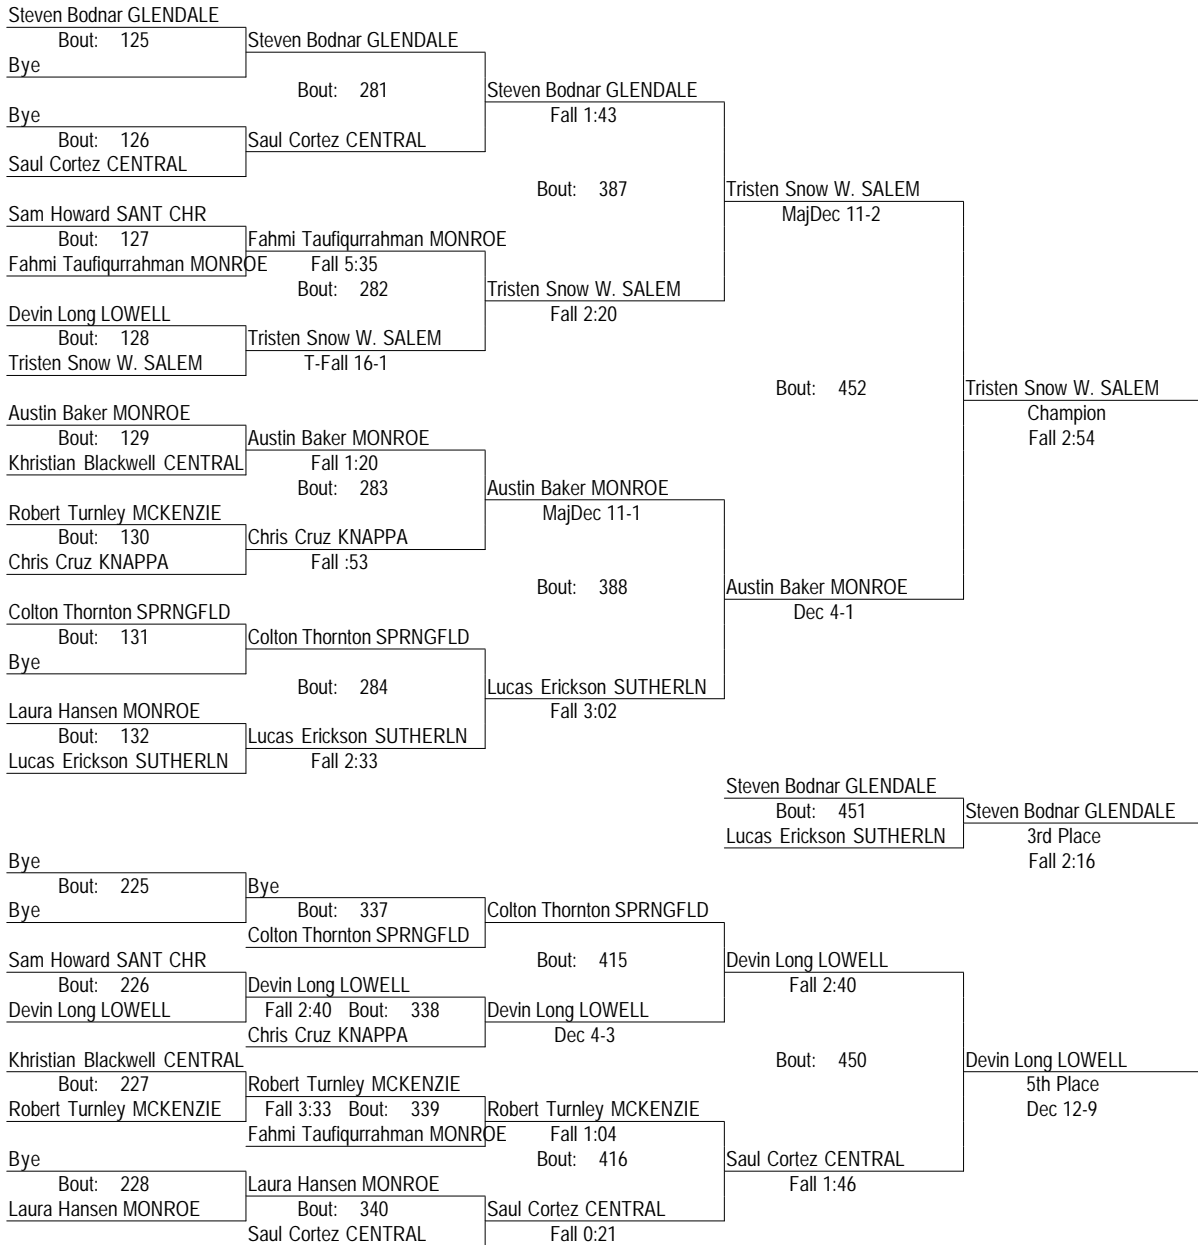 Steven Bodnar GLENDALE
Bout: 125
Steven Bodnar GLENDALE
Bye
Bout: 281
Steven Bodnar GLENDALE
Bye
Fall 1:43
Bout: 126
Saul Cortez CENTRAL
Saul Cortez CENTRAL
Bout: 387
Tristen Snow W. SALEM
Sam Howard SANT CHR
MajDec 11-2
Bout: 127
Fahmi Taufiqurrahman MONROE
Fahmi Taufiqurrahman MONROE
Fall 5:35
Bout: 282
Tristen Snow W. SALEM
Devin Long LOWELL
Fall 2:20
Bout: 128
Tristen Snow W. SALEM
Tristen Snow W. SALEM
T-Fall 16-1
Bout: 452
Tristen Snow W. SALEM
Austin Baker MONROE
Champion
Bout: 129
Austin Baker MONROE
Fall 2:54
Khristian Blackwell CENTRAL
Fall 1:20
Bout: 283
Austin Baker MONROE
Robert Turnley MCKENZIE
MajDec 11-1
Bout: 130
Chris Cruz KNAPPA
Chris Cruz KNAPPA
Fall :53
Bout: 388
Austin Baker MONROE
Colton Thornton SPRNGFLD
Dec 4-1
Bout: 131
Colton Thornton SPRNGFLD
Bye
Bout: 284
Lucas Erickson SUTHERLN
Laura Hansen MONROE
Fall 3:02
Bout: 132
Lucas Erickson SUTHERLN
Lucas Erickson SUTHERLN
Fall 2:33
Steven Bodnar GLENDALE
Bout: 451
Steven Bodnar GLENDALE
Lucas Erickson SUTHERLN
3rd Place
Bye
Fall 2:16
Bout: 225
Bye
Bye
Bout: 337
Colton Thornton SPRNGFLD
Colton Thornton SPRNGFLD
Sam Howard SANT CHR
Bout: 415
Devin Long LOWELL
Bout: 226
Devin Long LOWELL
Fall 2:40
Devin Long LOWELL
Fall 2:40 Bout: 338
Devin Long LOWELL
Chris Cruz KNAPPA
Dec 4-3
Khristian Blackwell CENTRAL
Bout: 450
Devin Long LOWELL
Bout: 227
Robert Turnley MCKENZIE
5th Place
Robert Turnley MCKENZIE
Fall 3:33 Bout: 339
Robert Turnley MCKENZIE
Dec 12-9
Fahmi Taufiqurrahman MONROE
Fall 1:04
Bye
Bout: 416
Saul Cortez CENTRAL
Bout: 228
Laura Hansen MONROE
Fall 1:46
Laura Hansen MONROE
Bout: 340
Saul Cortez CENTRAL
Saul Cortez CENTRAL
Fall 0:21